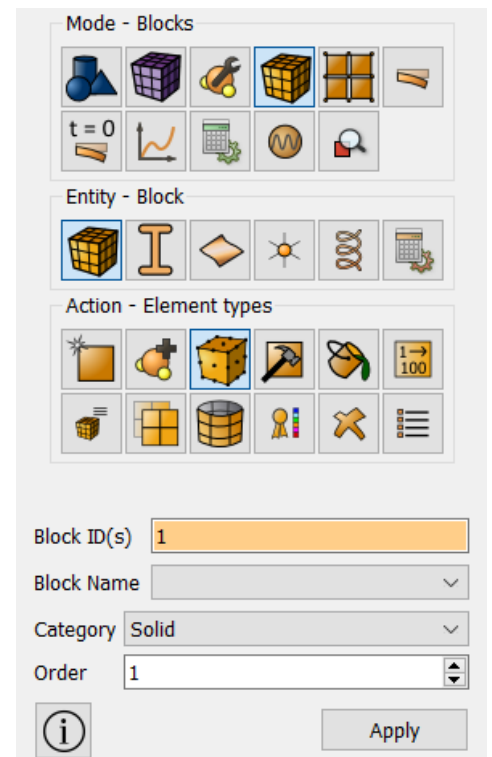 Mode - Blocks
t = 0
Entity - Block
Action - Element types
1→
100
Block ID(s) 1
Block Name
Category Solid
Order 1
i
Apply